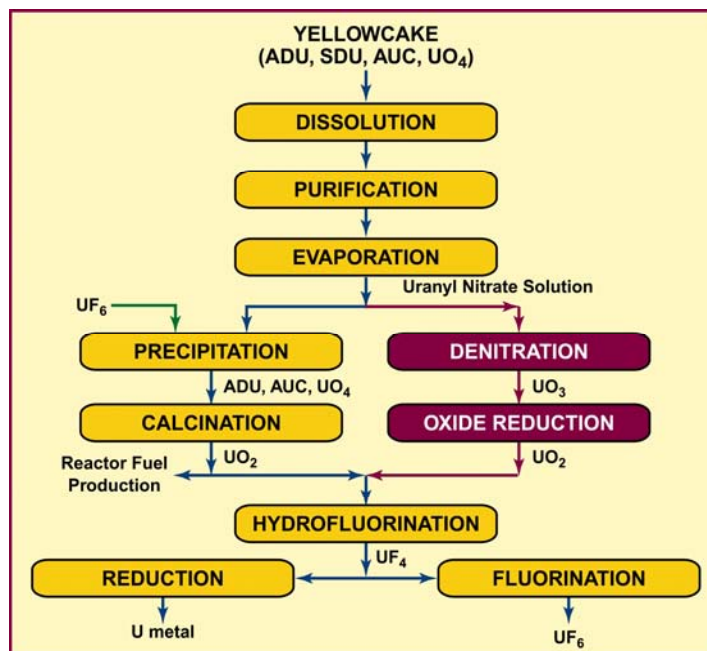 YELLOWCAKE
(ADU, SDU, AUC, UO₄)
DISSOLUTION
PURIFICATION
EVAPORATION
Uranyl Nitrate Solution
UF₆
PRECIPITATION
DENITRATION
ADU, AUC, UO₄
UO₃
CALCINATION
OXIDE REDUCTION
UO₂
UO₂
Reactor Fuel
Production
HYDROFLUORINATION
UF₄
REDUCTION
FLUORINATION
U metal
UF₆